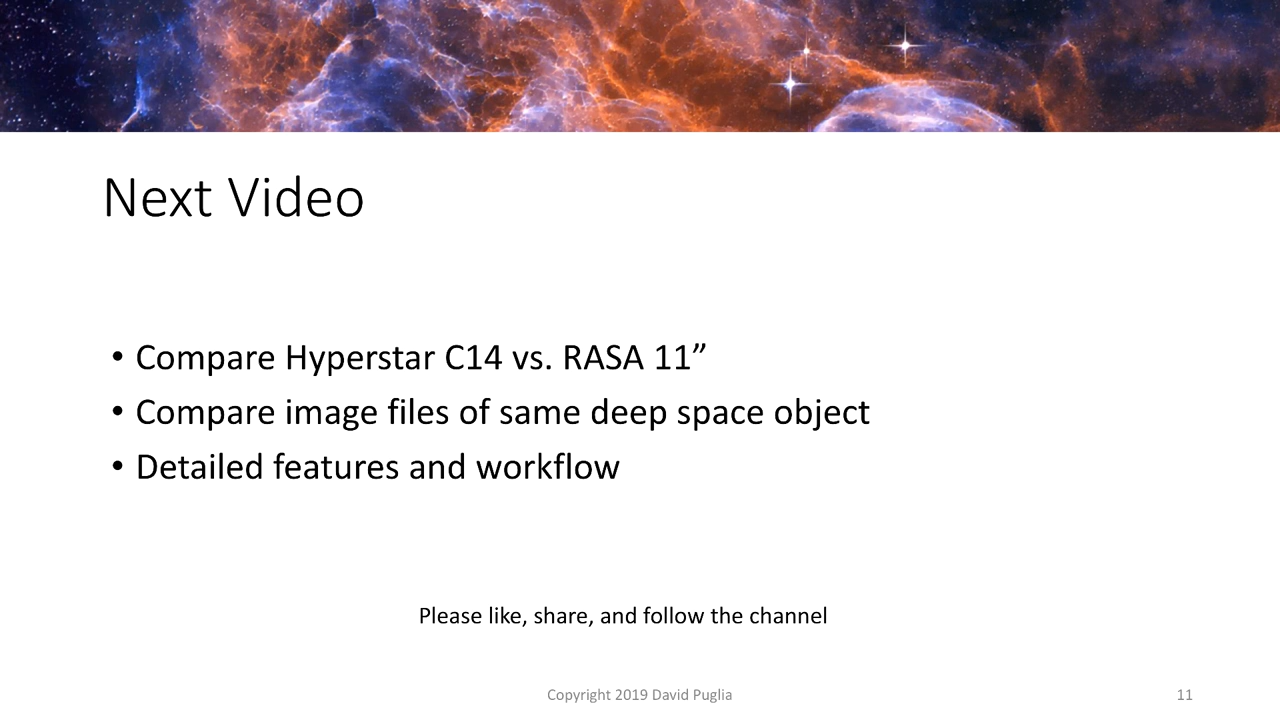 Next Video
• Compare Hyperstar C14 vs. RASA 11”
• Compare image files of same deep space object
• Detailed features and workflow
Please like, share, and follow the channel
Copyright 2019 David Puglia
11